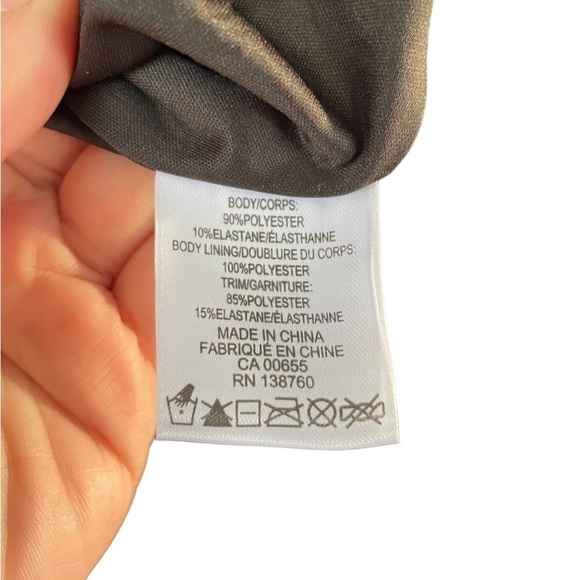 BODY/CORPS:
90%POLYESTER
10%ELASTANE/ÉLASTHANNE
BODY LINING/DOUBLURE DU CORPS:
100%POLYESTER
TRIM/GARNITURE:
85%POLYESTER
15%ELASTANE/ÉLASTHANNE
MADE IN CHINA
FABRIQUÉ EN CHINE
CA 00655
RN 138760